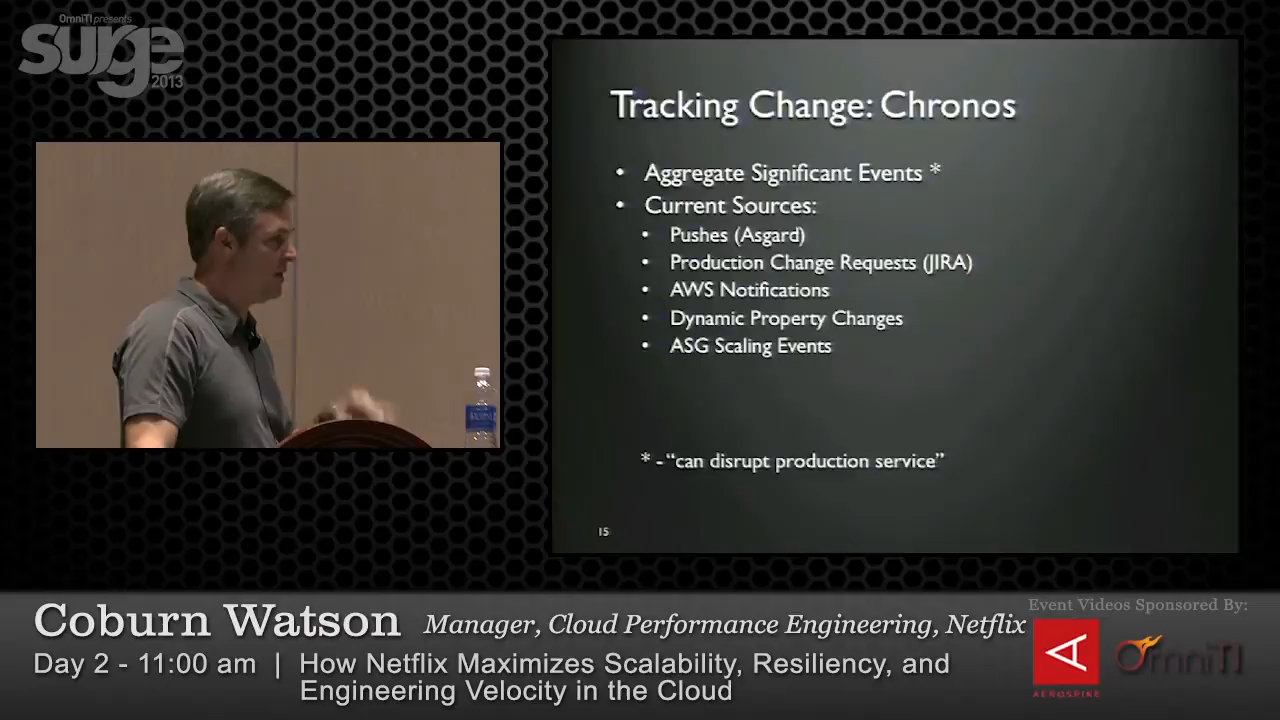 OmniTI presents
surge
2013
Tracking Change: Chronos
• Aggregate Significant Events *
• Current Sources:
• Pushes (Asgard)
• Production Change Requests (JIRA)
• AWS Notifications
• Dynamic Property Changes
• ASG Scaling Events
* - “can disrupt production service”
15
Coburn Watson Manager, Cloud Performance Engineering, Netflix
Day 2 - 11:00 am | How Netflix Maximizes Scalability, Resiliency, and
Engineering Velocity in the Cloud
Event Videos Sponsored By:
AEROSPIKE
OmniTI